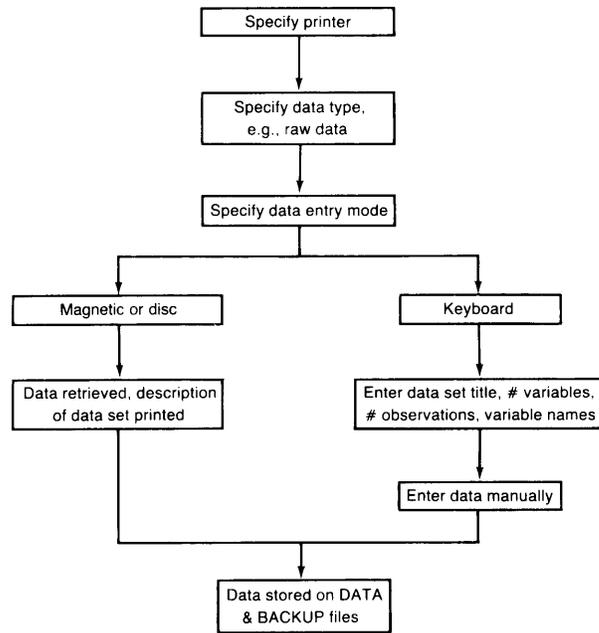 Specify printer
Specify data type,
e.g., raw data
Specify data entry mode
Magnetic or disc
Keyboard
Data retrieved, description
of data set printed
Enter data set title, # variables,
# observations, variable names
Enter data manually
Data stored on DATA
& BACKUP files